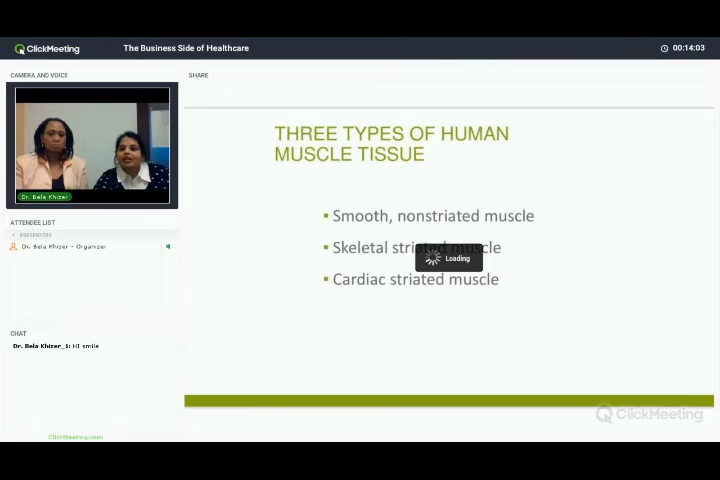 ClickMeeting
The Business Side of Healthcare
00:14:03
CAMERA AND VOICE
SHARE
Dr. Bela Khizer
ATTENDEE LIST
PRESENTERS
Dr. Bela Khizer - Organizer
CHAT
Dr. Bela Khizer_1: HI smile
ClickMeeting.com
THREE TYPES OF HUMAN
MUSCLE TISSUE
Smooth, nonstriated muscle
Skeletal striated muscle
Loading
Cardiac striated muscle
ClickMeeting